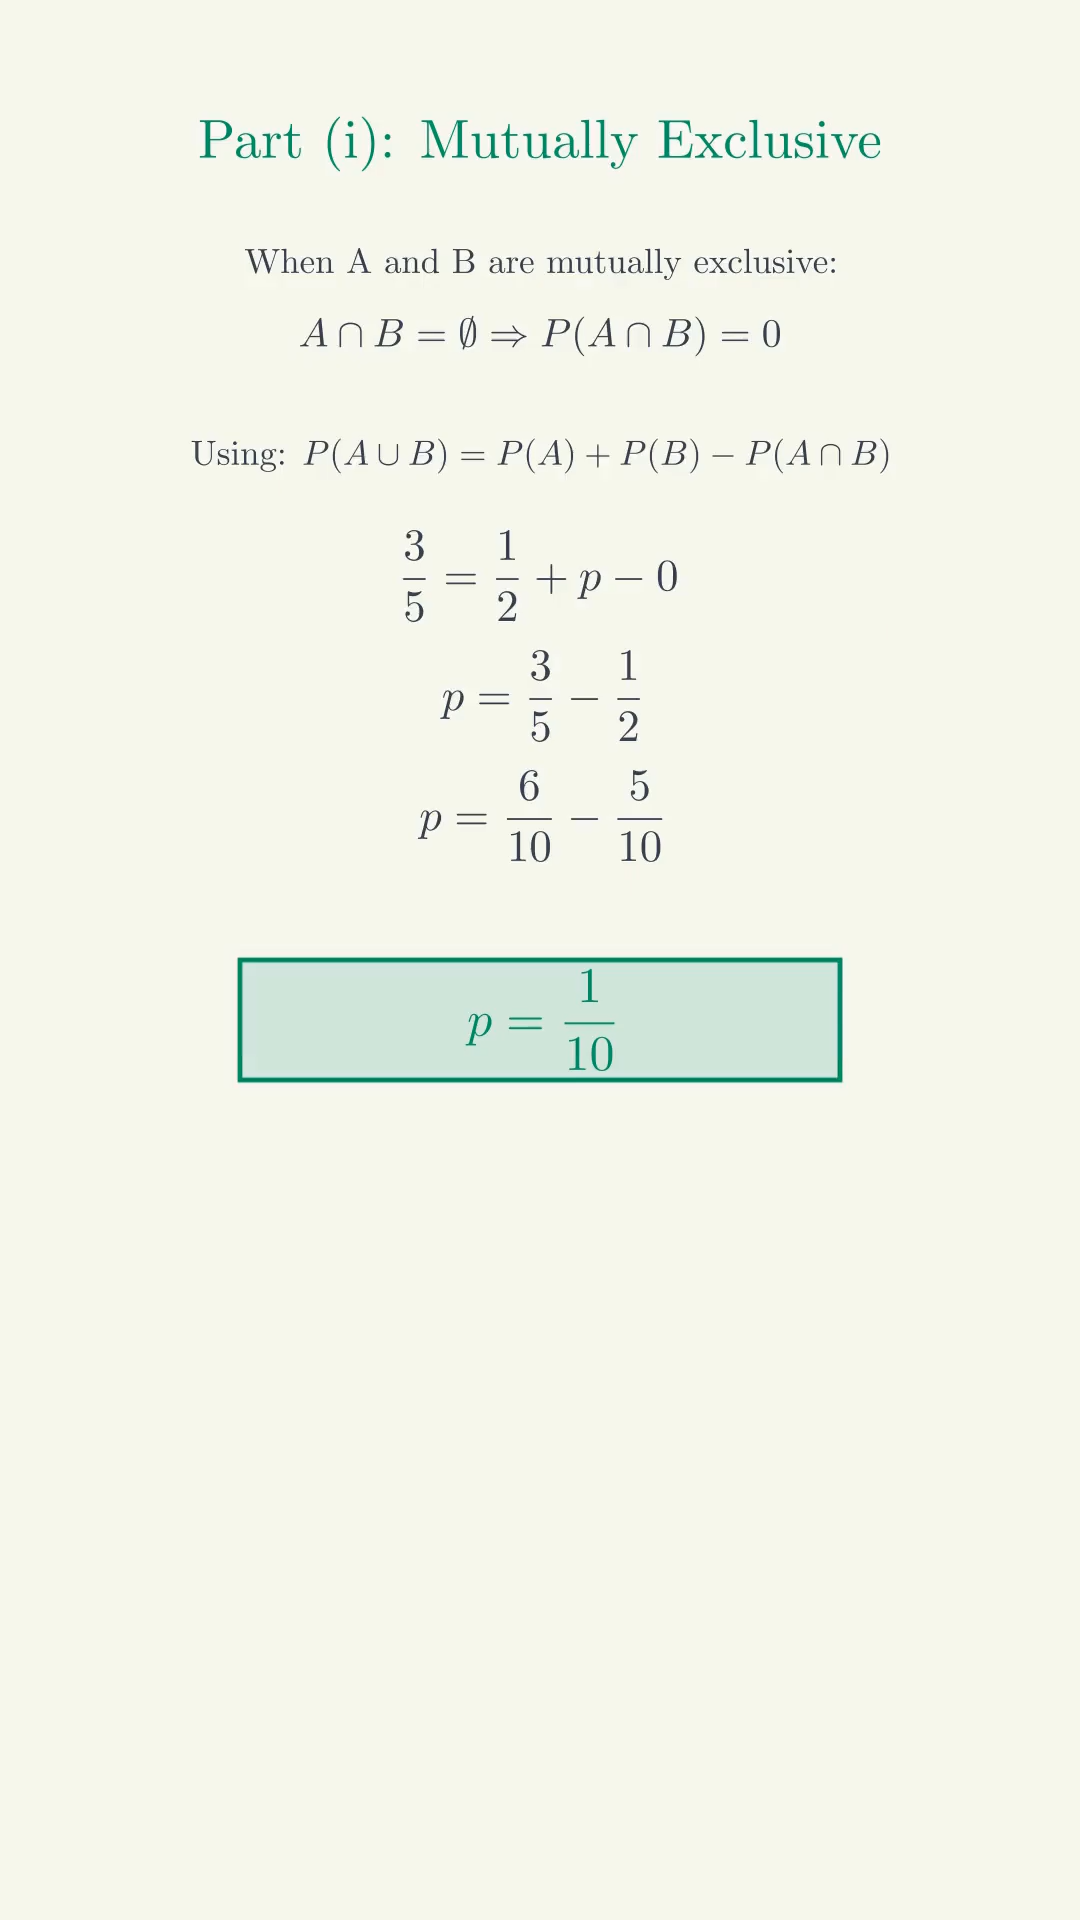 Part (i): Mutually Exclusive
When A and B are mutually exclusive:
A ∩ B = ∅ ⇒ P(A ∩ B) = 0
Using: P(A ∪ B) = P(A) + P(B) − P(A ∩ B)
3/5 = 1/2 + p − 0
p = 3/5 − 1/2
p = 6/10 − 5/10
p = 1/10